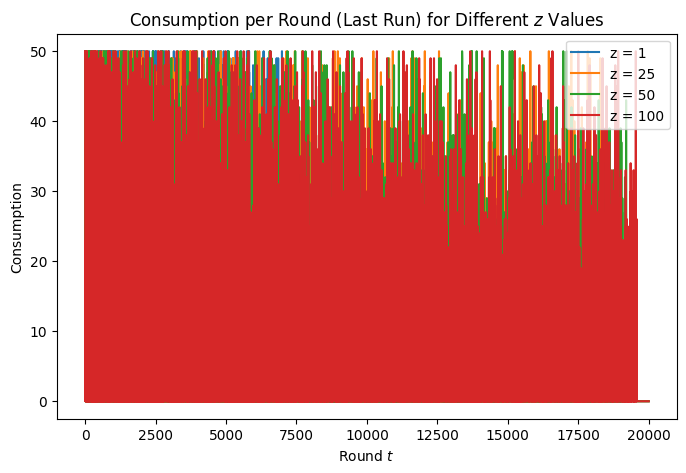 Consumption per Round (Last Run) for Different z Values
50
40
30
20
10
0
Consumption
z = 1
z = 25
z = 50
z = 100
0 2500 5000 7500 10000 12500 15000 17500 20000
Round t